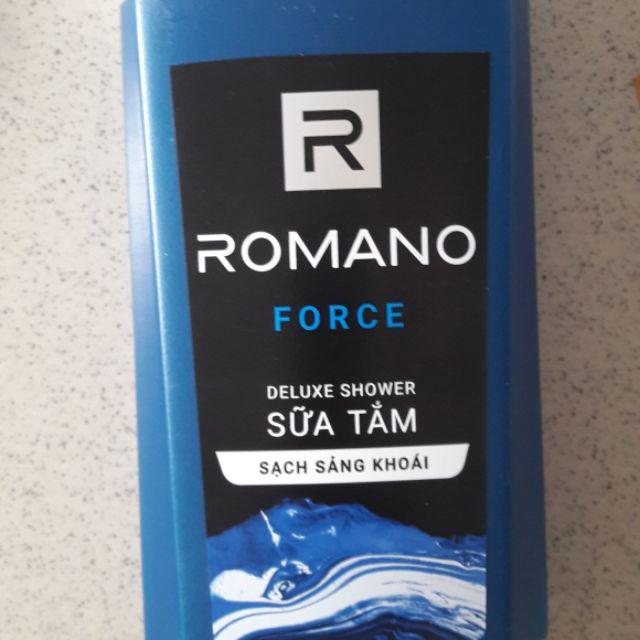 R
ROMANO
FORCE
DELUXE SHOWER
SỮA TẮM
SẠCH SẢNG KHOÁI